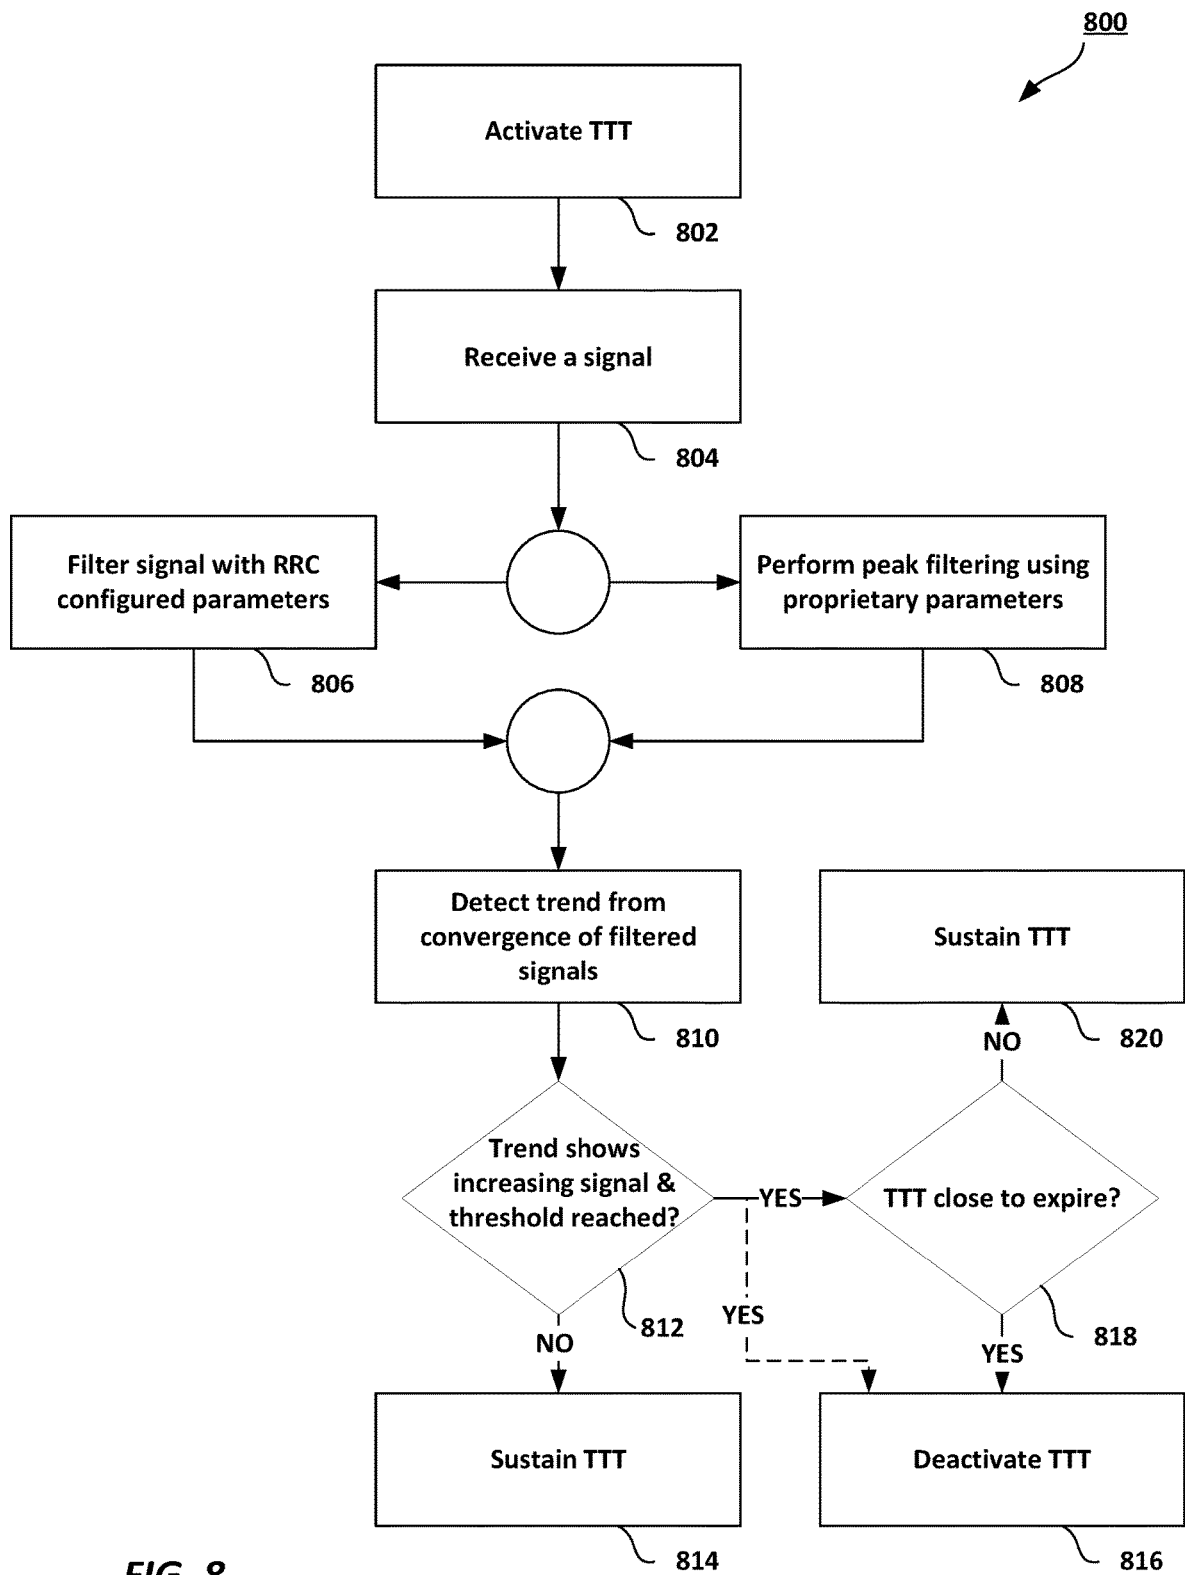 800
Activate TTT
802
Receive a signal
804
Filter signal with RRC
configured parameters
806
Perform peak filtering using
proprietary parameters
808
Detect trend from
convergence of filtered
signals
810
Sustain TTT
820
NO
Trend shows
increasing signal &
threshold reached?
812
YES
TTT close to expire?
818
YES
NO
YES
Sustain TTT
814
Deactivate TTT
816
FIG. 8